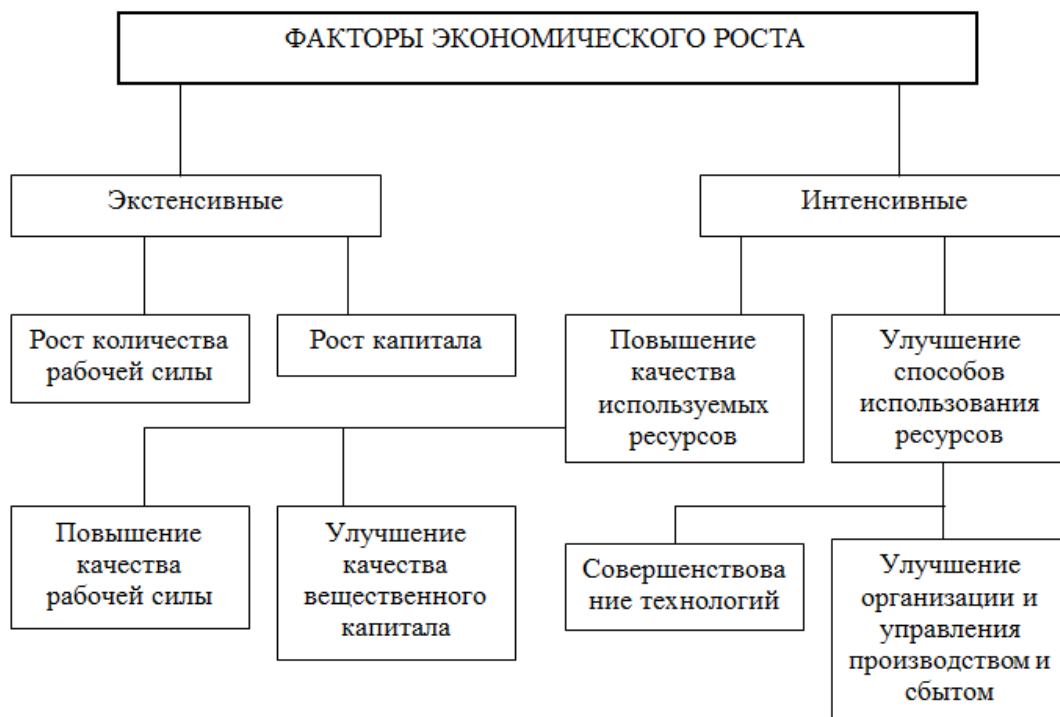 ФАКТОРЫ ЭКОНОМИЧЕСКОГО РОСТА
Экстенсивные
Интенсивные
Рост количества
рабочей силы
Рост капитала
Повышение
качества
используемых
ресурсов
Улучшение
способов
использования
ресурсов
Повышение
качества
рабочей силы
Улучшение
качества
вещественного
капитала
Совершенствова
ние технологий
Улучшение
организации и
управления
производством и
сбытом